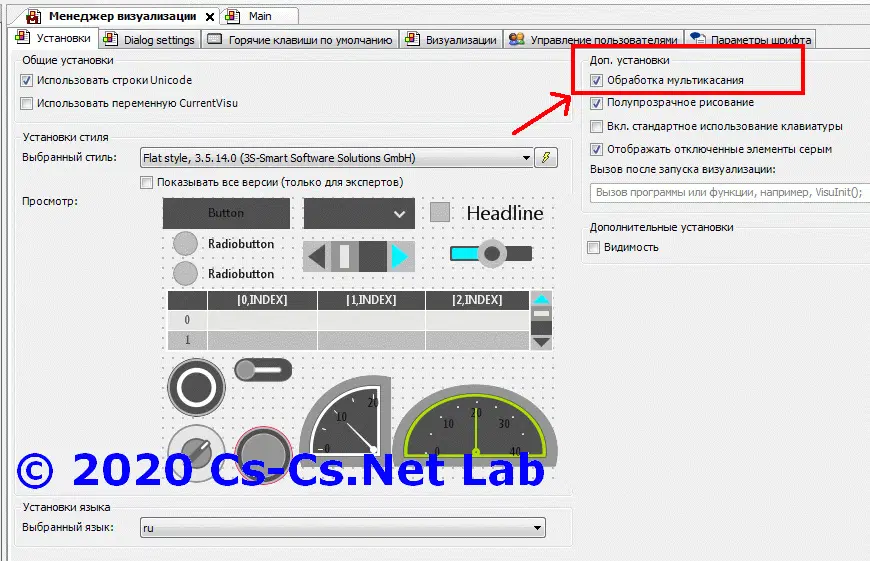 Менеджер визуализации
Main
Установки
Dialog settings
Горячие клавиши по умолчанию
Визуализации
Управление пользователями
Параметры шрифта
Общие установки
Использовать строки Unicode
Использовать переменную CurrentVisu
Установки стиля
Выбранный стиль:
Flat style, 3.5.14.0 (3S-Smart Software Solutions GmbH)
Показывать все версии (только для экспертов)
Просмотр:
Button
Headline
Radiobutton
Radiobutton
[0,INDEX] [1,INDEX] [2,INDEX]
0
1
0 10 20
0 10 20 30 40
© 2020 Cs-Cs.Net Lab
Установки языка
Выбранный язык:
ru
Доп. установки
Обработка мультикасания
Полупрозрачное рисование
Вкл. стандартное использование клавиатуры
Отображать отключенные элементы серым
Вызов после запуска визуализации:
Вызов программы или функции, например, VisuInit();
Дополнительные установки
Видимость